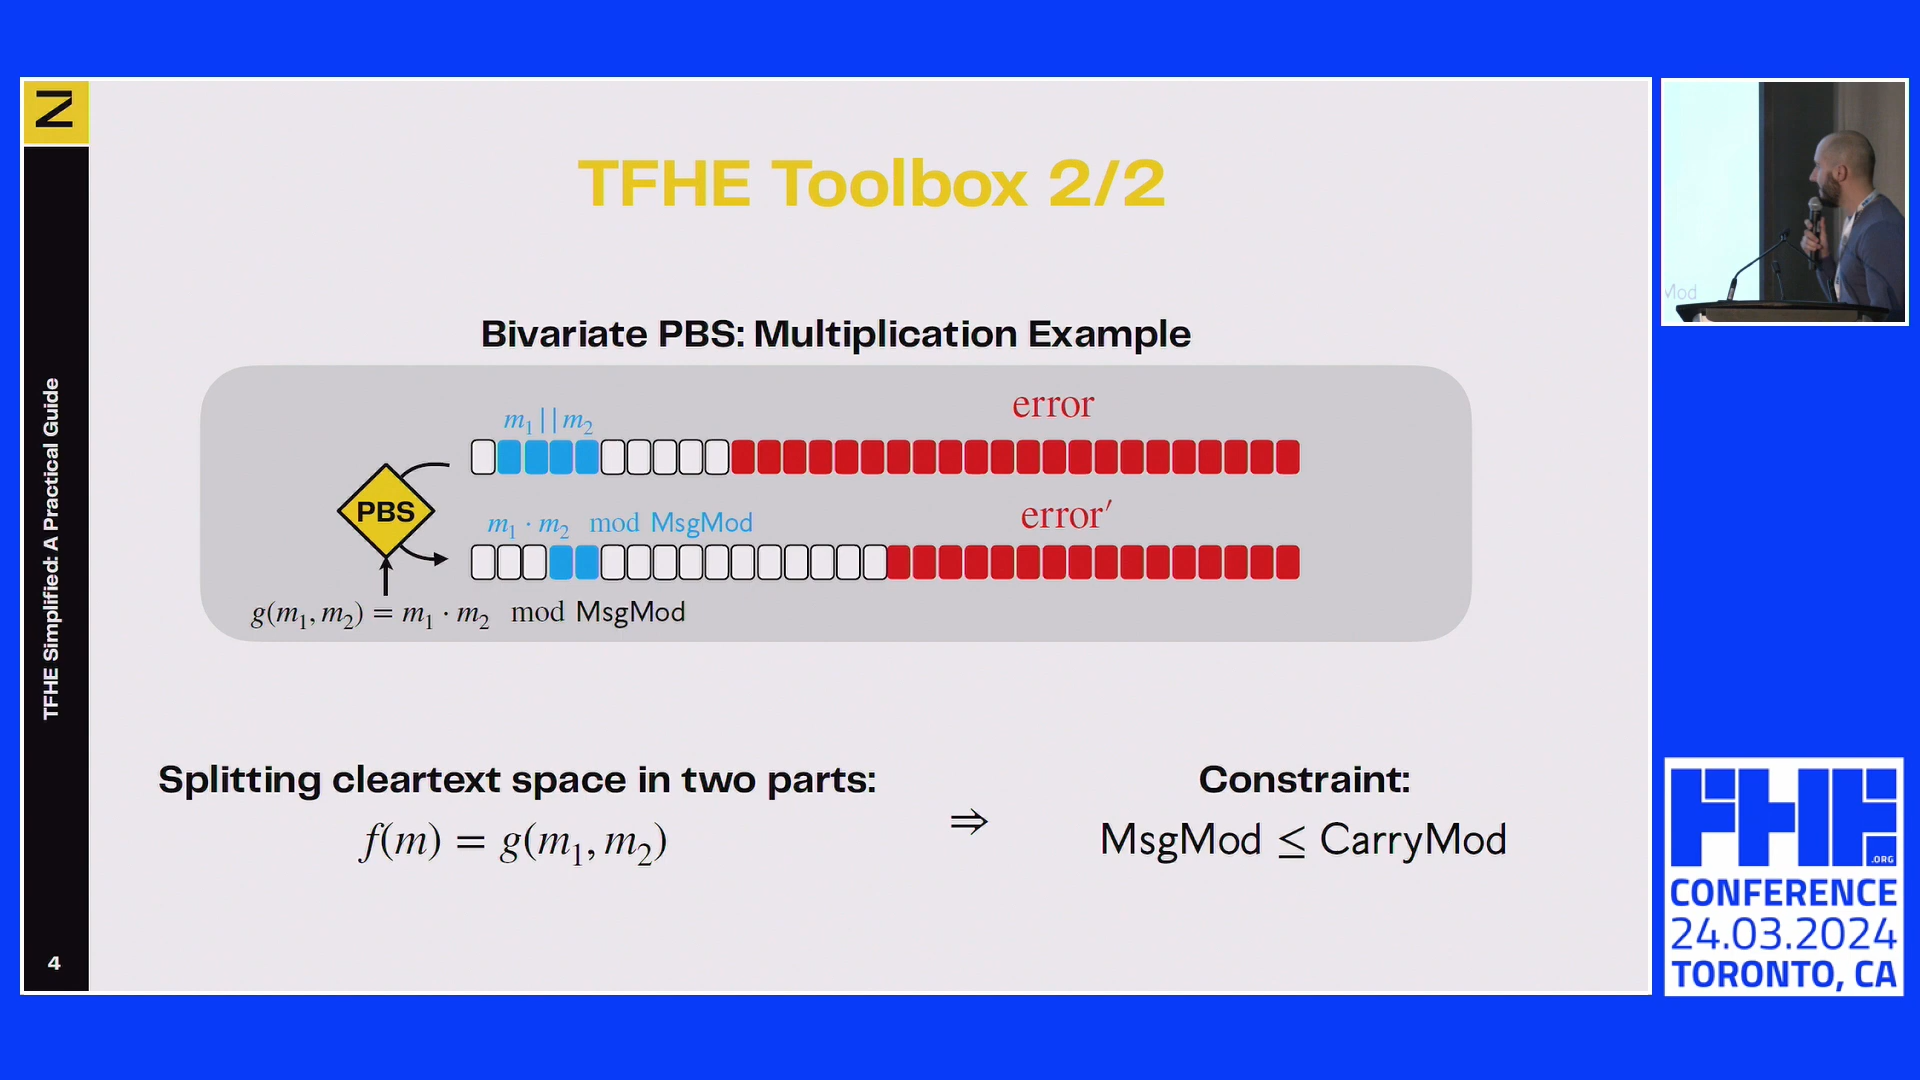 N
TFHE Simplified: A Practical Guide
4
TFHE Toolbox 2/2
Bivariate PBS: Multiplication Example
m₁||m₂
error
PBS
m₁ · m₂ mod MsgMod
error′
g(m₁, m₂) = m₁ · m₂ mod MsgMod
Splitting cleartext space in two parts:
f(m) = g(m₁, m₂)
⇒
Constraint:
MsgMod ≤ CarryMod
Mod
FHE
.ORG
CONFERENCE
24.03.2024
TORONTO, CA